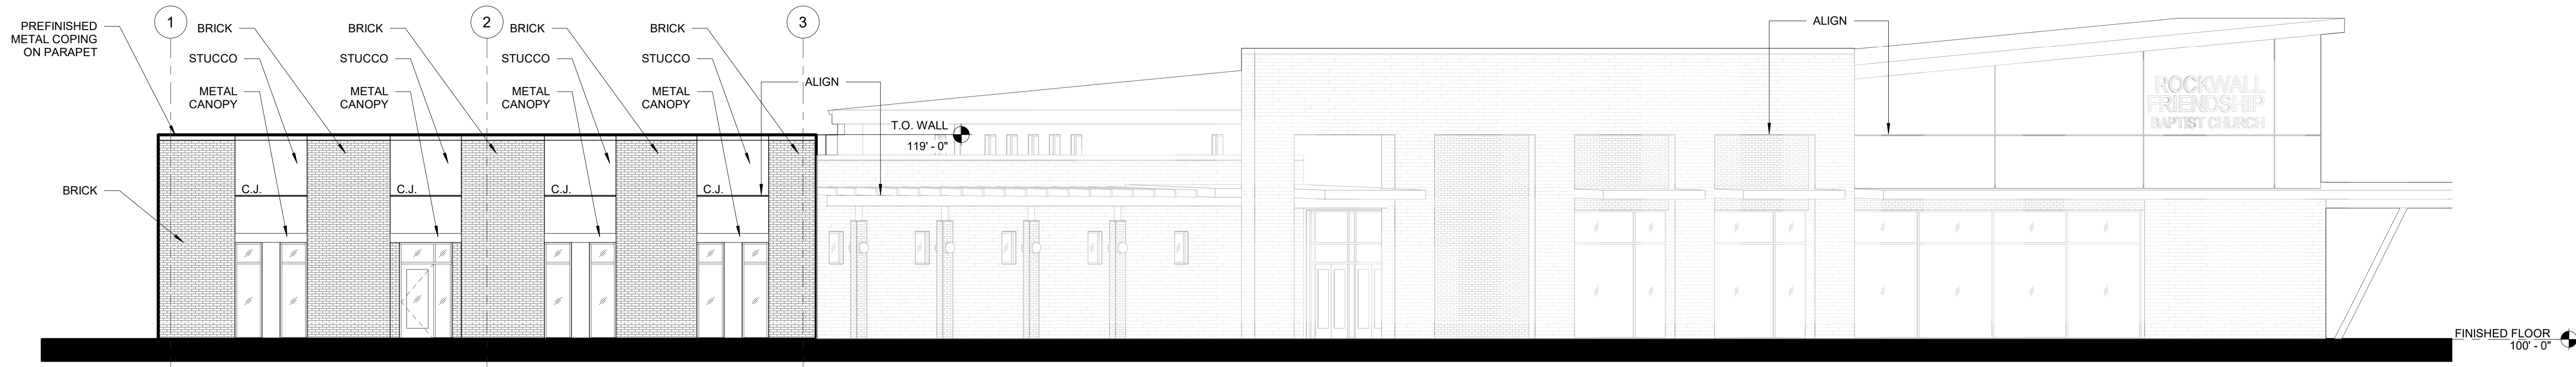 PREFINISHED
METAL COPING
ON PARAPET
1
BRICK
STUCCO
METAL
CANOPY
BRICK
STUCCO
METAL
CANOPY
2
BRICK
STUCCO
METAL
CANOPY
BRICK
STUCCO
METAL
CANOPY
3
ALIGN
ALIGN
ROCKWALL
FRIENDSHIP
BAPTIST CHURCH
T.O. WALL
119' - 0"
BRICK
C.J.
C.J.
C.J.
C.J.
FINISHED FLOOR
100' - 0"